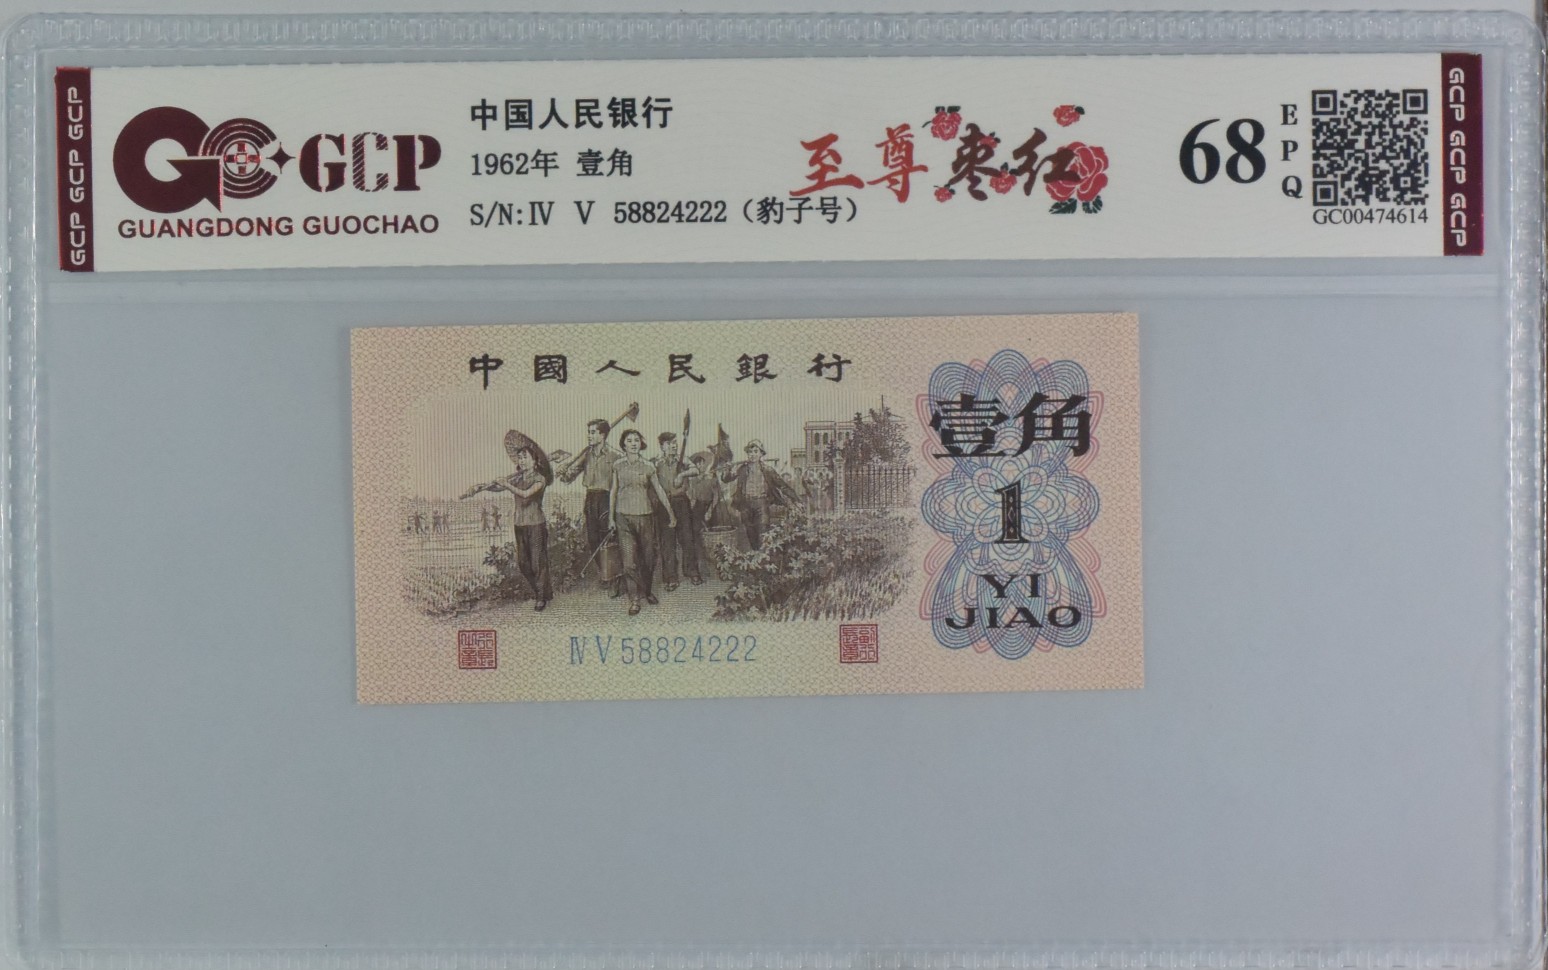 GCP GCP GCP
GCP
GUANGDONG GUOCHAO
中国人民银行
1962年 壹角
S/N:Ⅳ Ⅴ 58824222（豹子号）
至尊枣红
68
EPQ
GC00474614
GCP GCP GCP
中國人民銀行
壹角
1
YI
JIAO
ⅣⅤ58824222